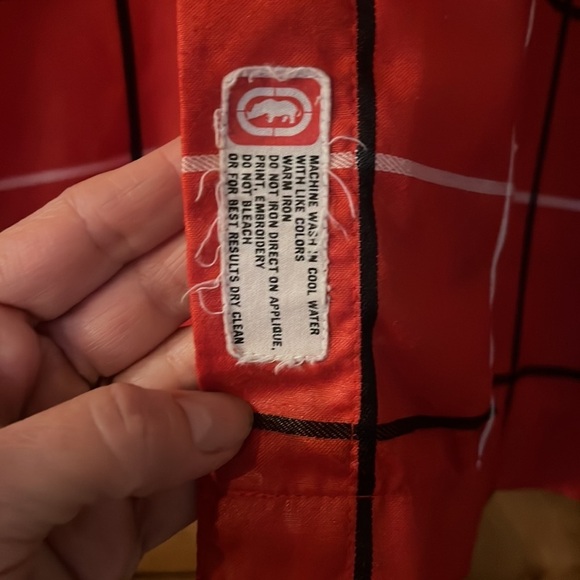 MACHINE WASH IN COOL WATER
WITH LIKE COLORS
WARM IRON
DO NOT IRON DIRECT ON APPLIQUE,
PRINT, EMBROIDERY
DO NOT BLEACH
OR FOR BEST RESULTS DRY CLEAN